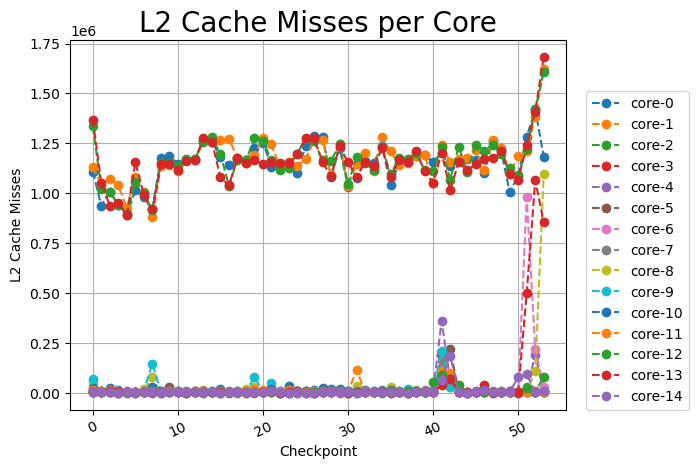 L2 Cache Misses per Core
1e6
1.75
1.50
1.25
1.00
0.75
0.50
0.25
0.00
L2 Cache Misses
0
10
20
30
40
50
Checkpoint
core-0
core-1
core-2
core-3
core-4
core-5
core-6
core-7
core-8
core-9
core-10
core-11
core-12
core-13
core-14